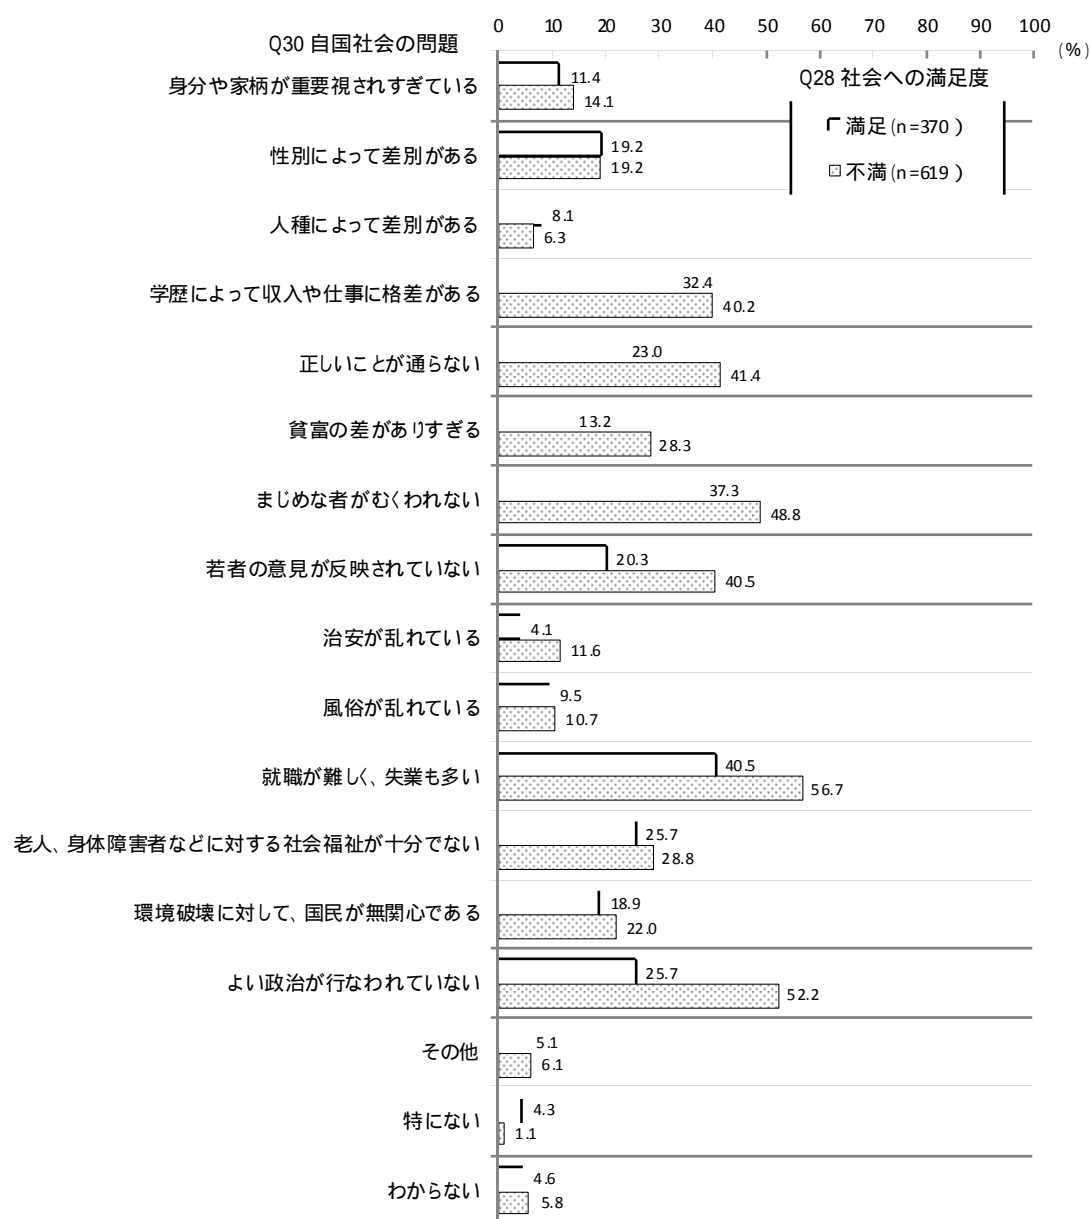 0 10 20 30 40 50 60 70 80 90 100
(%)
Q30 自国社会の問題
Q28 社会への満足度
満足(n=370 )
不満(n=619 )
身分や家柄が重要視されすぎている
11.4
14.1
性別によって差別がある
19.2
19.2
人種によって差別がある
8.1
6.3
学歴によって収入や仕事に格差がある
32.4
40.2
正しいことが通らない
23.0
41.4
貧富の差がありすぎる
13.2
28.3
まじめな者がむくわれない
37.3
48.8
若者の意見が反映されていない
20.3
40.5
治安が乱れている
4.1
11.6
風俗が乱れている
9.5
10.7
就職が難しく、失業も多い
40.5
56.7
老人、身体障害者などに対する社会福祉が十分でない
25.7
28.8
環境破壊に対して、国民が無関心である
18.9
22.0
よい政治が行なわれていない
25.7
52.2
その他
5.1
6.1
特にない
4.3
1.1
わからない
4.6
5.8